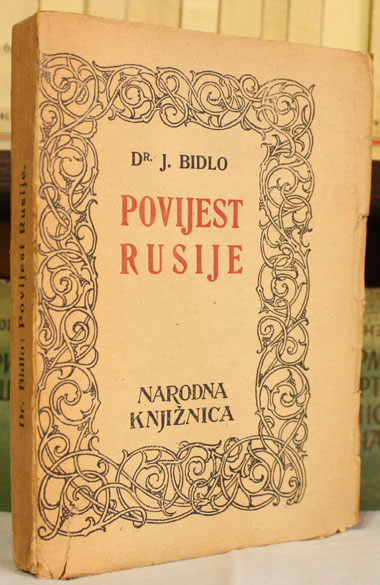 DR. J. BIDLO
POVIJEST
RUSIJE
NARODNA
KNJIŽNICA
Dr. Bidlo: Povijest Rusije.